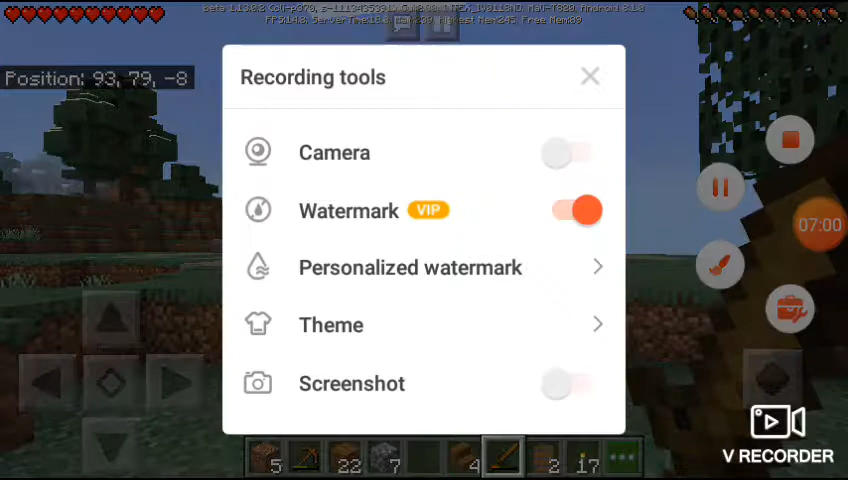 Position: 93, 79, -8
Recording tools
Camera
Watermark VIP
Personalized watermark
Theme
Screenshot
07:00
5
22
7
4
2
17
V RECORDER